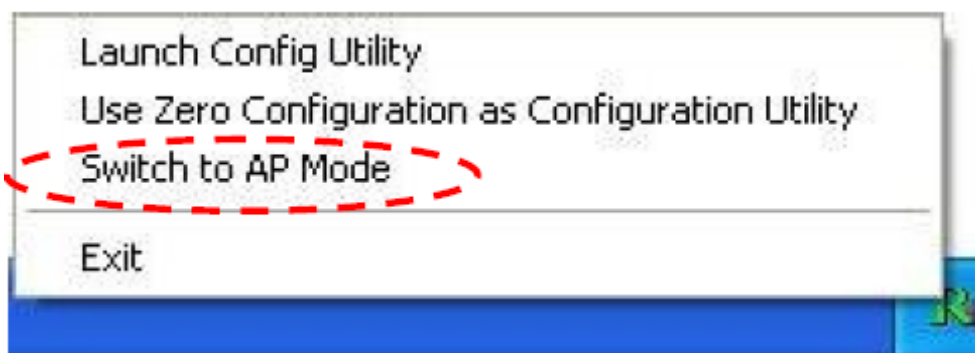 Launch Config Utility
Use Zero Configuration as Configuration Utility
Switch to AP Mode
Exit